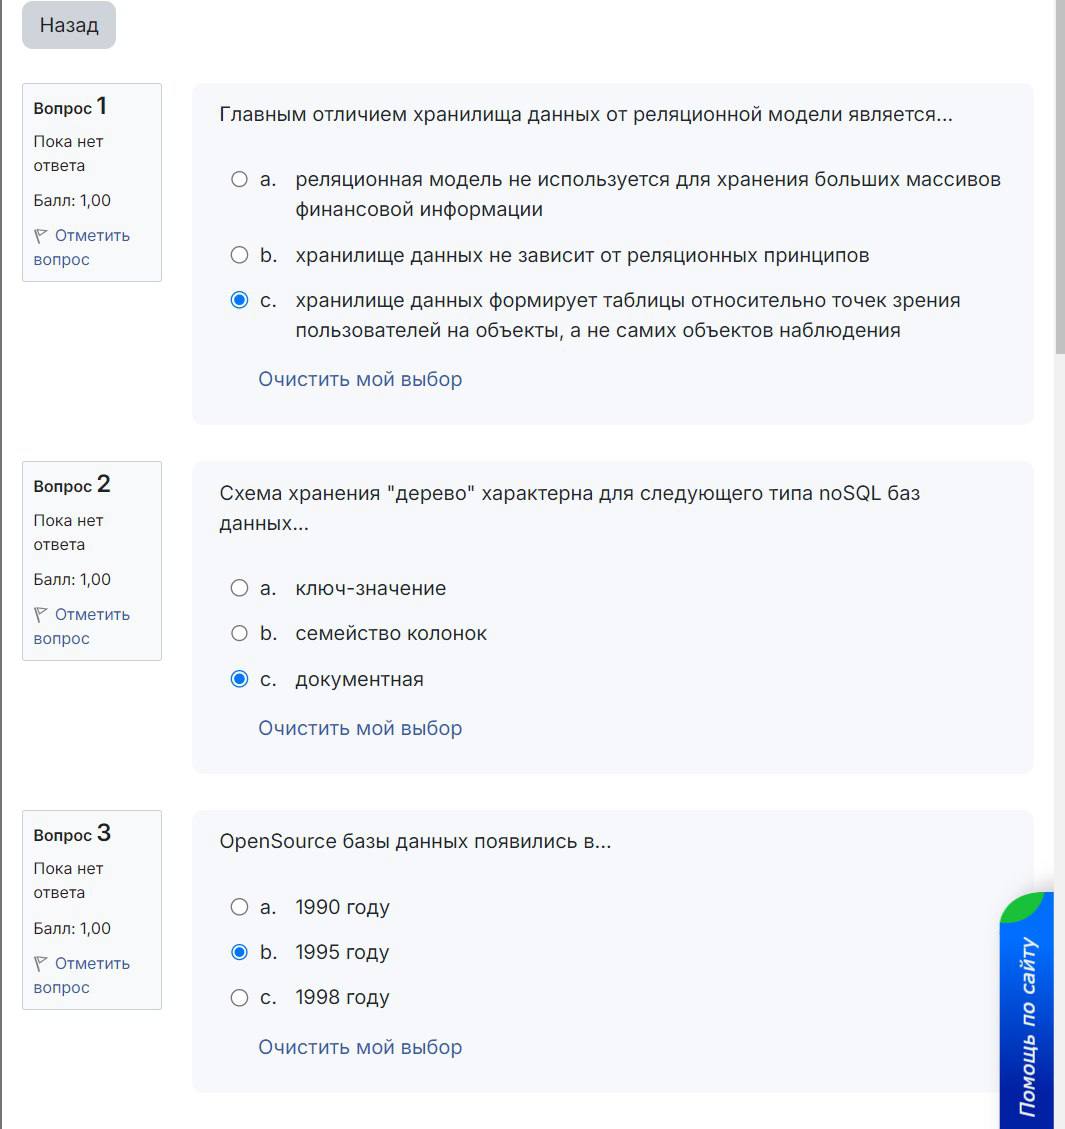 Назад
Вопрос 1
Пока нет
ответа
Балл: 1,00
Отметить
вопрос
Главным отличием хранилища данных от реляционной модели является...
a. реляционная модель не используется для хранения больших массивов
финансовой информации
b. хранилище данных не зависит от реляционных принципов
c. хранилище данных формирует таблицы относительно точек зрения
пользователей на объекты, а не самих объектов наблюдения
Очистить мой выбор
Вопрос 2
Пока нет
ответа
Балл: 1,00
Отметить
вопрос
Схема хранения "дерево" характерна для следующего типа noSQL баз
данных...
a. ключ-значение
b. семейство колонок
c. документная
Очистить мой выбор
Вопрос 3
Пока нет
ответа
Балл: 1,00
Отметить
вопрос
OpenSource базы данных появились в...
a. 1990 году
b. 1995 году
c. 1998 году
Очистить мой выбор
Помощь по сайту